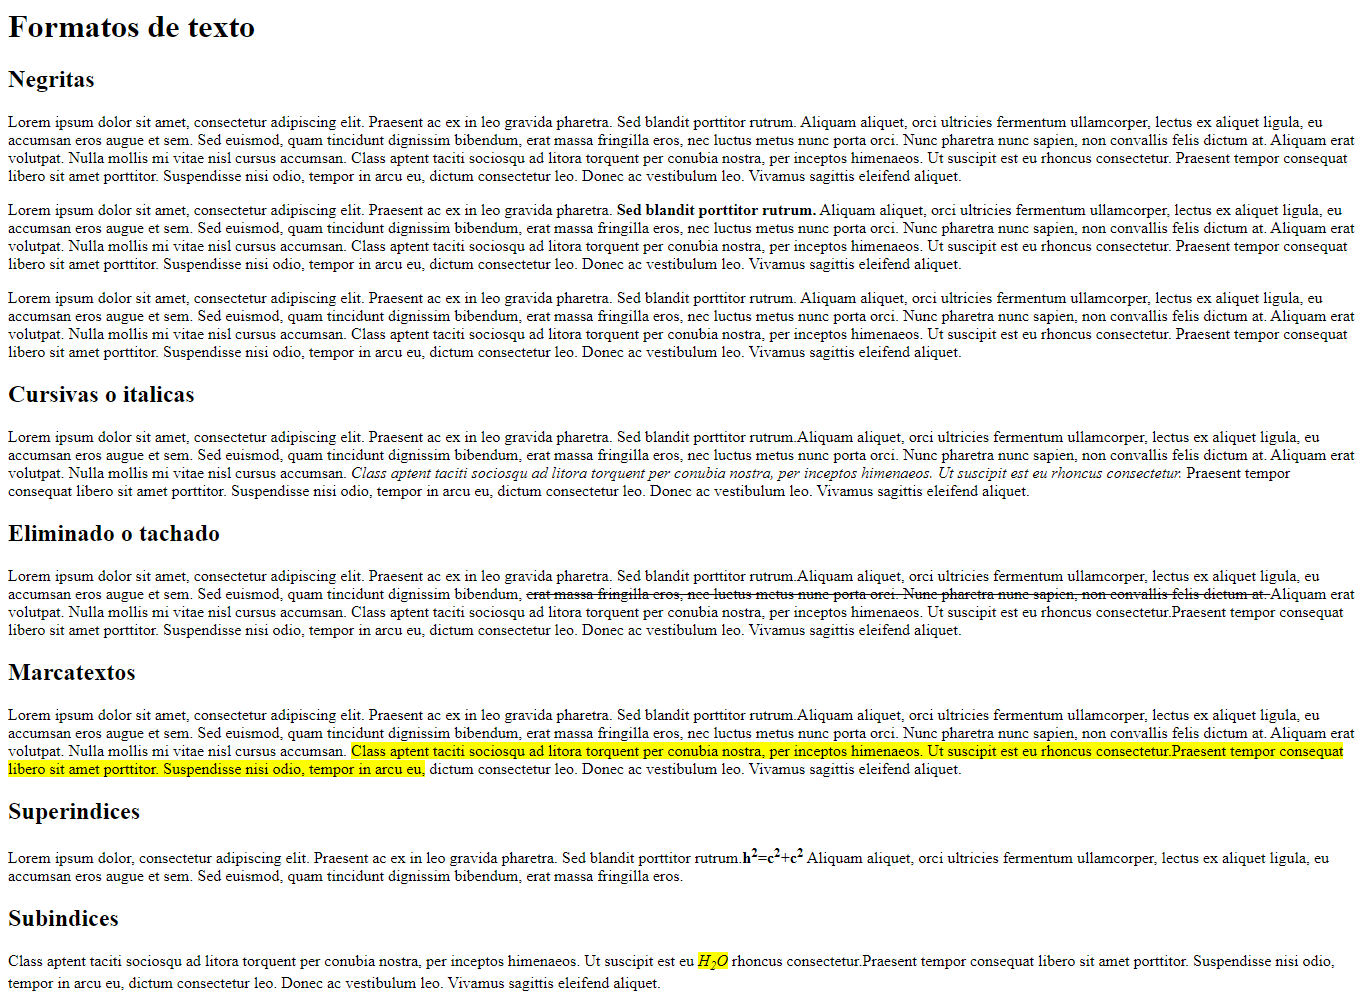 Formatos de texto
Negritas
Lorem ipsum dolor sit amet, consectetur adipiscing elit. Praesent ac ex in leo gravida pharetra. Sed blandit porttitor rutrum. Aliquam aliquet, orci ultricies fermentum ullamcorper, lectus ex aliquet ligula, eu
accumsan eros augue et sem. Sed euismod, quam tincidunt dignissim bibendum, erat massa fringilla eros, nec luctus metus nunc porta orci. Nunc pharetra nunc sapien, non convallis felis dictum at. Aliquam erat
volutpat. Nulla mollis mi vitae nisl cursus accumsan. Class aptent taciti sociosqu ad litora torquent per conubia nostra, per inceptos himenaeos. Ut suscipit est eu rhoncus consectetur. Praesent tempor consequat
libero sit amet porttitor. Suspendisse nisi odio, tempor in arcu eu, dictum consectetur leo. Donec ac vestibulum leo. Vivamus sagittis eleifend aliquet.
Lorem ipsum dolor sit amet, consectetur adipiscing elit. Praesent ac ex in leo gravida pharetra. Sed blandit porttitor rutrum. Aliquam aliquet, orci ultricies fermentum ullamcorper, lectus ex aliquet ligula, eu
accumsan eros augue et sem. Sed euismod, quam tincidunt dignissim bibendum, erat massa fringilla eros, nec luctus metus nunc porta orci. Nunc pharetra nunc sapien, non convallis felis dictum at. Aliquam erat
volutpat. Nulla mollis mi vitae nisl cursus accumsan. Class aptent taciti sociosqu ad litora torquent per conubia nostra, per inceptos himenaeos. Ut suscipit est eu rhoncus consectetur. Praesent tempor consequat
libero sit amet porttitor. Suspendisse nisi odio, tempor in arcu eu, dictum consectetur leo. Donec ac vestibulum leo. Vivamus sagittis eleifend aliquet.
Lorem ipsum dolor sit amet, consectetur adipiscing elit. Praesent ac ex in leo gravida pharetra. Sed blandit porttitor rutrum. Aliquam aliquet, orci ultricies fermentum ullamcorper, lectus ex aliquet ligula, eu
accumsan eros augue et sem. Sed euismod, quam tincidunt dignissim bibendum, erat massa fringilla eros, nec luctus metus nunc porta orci. Nunc pharetra nunc sapien, non convallis felis dictum at. Aliquam erat
volutpat. Nulla mollis mi vitae nisl cursus accumsan. Class aptent taciti sociosqu ad litora torquent per conubia nostra, per inceptos himenaeos. Ut suscipit est eu rhoncus consectetur. Praesent tempor consequat
libero sit amet porttitor. Suspendisse nisi odio, tempor in arcu eu, dictum consectetur leo. Donec ac vestibulum leo. Vivamus sagittis eleifend aliquet.
Cursivas o italicas
Lorem ipsum dolor sit amet, consectetur adipiscing elit. Praesent ac ex in leo gravida pharetra. Sed blandit porttitor rutrum.Aliquam aliquet, orci ultricies fermentum ullamcorper, lectus ex aliquet ligula, eu
accumsan eros augue et sem. Sed euismod, quam tincidunt dignissim bibendum, erat massa fringilla eros, nec luctus metus nunc porta orci. Nunc pharetra nunc sapien, non convallis felis dictum at. Aliquam erat
volutpat. Nulla mollis mi vitae nisl cursus accumsan. Class aptent taciti sociosqu ad litora torquent per conubia nostra, per inceptos himenaeos. Ut suscipit est eu rhoncus consectetur. Praesent tempor
consequat libero sit amet porttitor. Suspendisse nisi odio, tempor in arcu eu, dictum consectetur leo. Donec ac vestibulum leo. Vivamus sagittis eleifend aliquet.
Eliminado o tachado
Lorem ipsum dolor sit amet, consectetur adipiscing elit. Praesent ac ex in leo gravida pharetra. Sed blandit porttitor rutrum.Aliquam aliquet, orci ultricies fermentum ullamcorper, lectus ex aliquet ligula, eu
accumsan eros augue et sem. Sed euismod, quam tincidunt dignissim bibendum, erat massa fringilla eros, nec luctus metus nunc porta orci. Nunc pharetra nunc sapien, non convallis felis dictum at. Aliquam erat
volutpat. Nulla mollis mi vitae nisl cursus accumsan. Class aptent taciti sociosqu ad litora torquent per conubia nostra, per inceptos himenaeos. Ut suscipit est eu rhoncus consectetur.Praesent tempor consequat
libero sit amet porttitor. Suspendisse nisi odio, tempor in arcu eu, dictum consectetur leo. Donec ac vestibulum leo. Vivamus sagittis eleifend aliquet.
Marcatextos
Lorem ipsum dolor sit amet, consectetur adipiscing elit. Praesent ac ex in leo gravida pharetra. Sed blandit porttitor rutrum.Aliquam aliquet, orci ultricies fermentum ullamcorper, lectus ex aliquet ligula, eu
accumsan eros augue et sem. Sed euismod, quam tincidunt dignissim bibendum, erat massa fringilla eros, nec luctus metus nunc porta orci. Nunc pharetra nunc sapien, non convallis felis dictum at. Aliquam erat
volutpat. Nulla mollis mi vitae nisl cursus accumsan. Class aptent taciti sociosqu ad litora torquent per conubia nostra, per inceptos himenaeos. Ut suscipit est eu rhoncus consectetur.Praesent tempor consequat
libero sit amet porttitor. Suspendisse nisi odio, tempor in arcu eu, dictum consectetur leo. Donec ac vestibulum leo. Vivamus sagittis eleifend aliquet.
Superindices
Lorem ipsum dolor, consectetur adipiscing elit. Praesent ac ex in leo gravida pharetra. Sed blandit porttitor rutrum.h²=c²+c² Aliquam aliquet, orci ultricies fermentum ullamcorper, lectus ex aliquet ligula, eu
accumsan eros augue et sem. Sed euismod, quam tincidunt dignissim bibendum, erat massa fringilla eros.
Subindices
Class aptent taciti sociosqu ad litora torquent per conubia nostra, per inceptos himenaeos. Ut suscipit est eu H₂O rhoncus consectetur.Praesent tempor consequat libero sit amet porttitor. Suspendisse nisi odio,
tempor in arcu eu, dictum consectetur leo. Donec ac vestibulum leo. Vivamus sagittis eleifend aliquet.